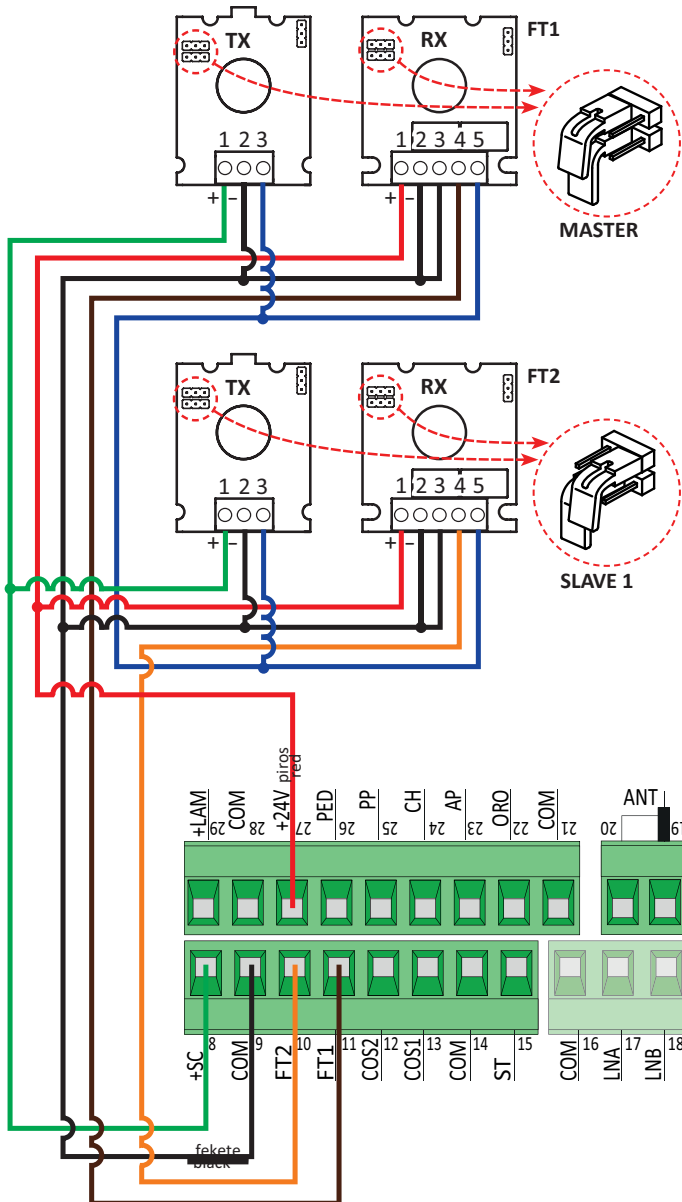 TX
RX
FT1
1 2 3
1 2 3 4 5
+ –
+ –
MASTER
TX
RX
FT2
1 2 3
1 2 3 4 5
+ –
+ –
SLAVE 1
piros
red
+LAM 29
COM 28
+24V 27
PED 26
PP 25
CH 24
AP 23
ORO 22
COM 21
ANT
20
19
+SC 8
COM 9
FT2 10
FT1 11
COS2 12
COS1 13
COM 14
ST 15
COM 16
LNA 17
LNB 18
fekete
black